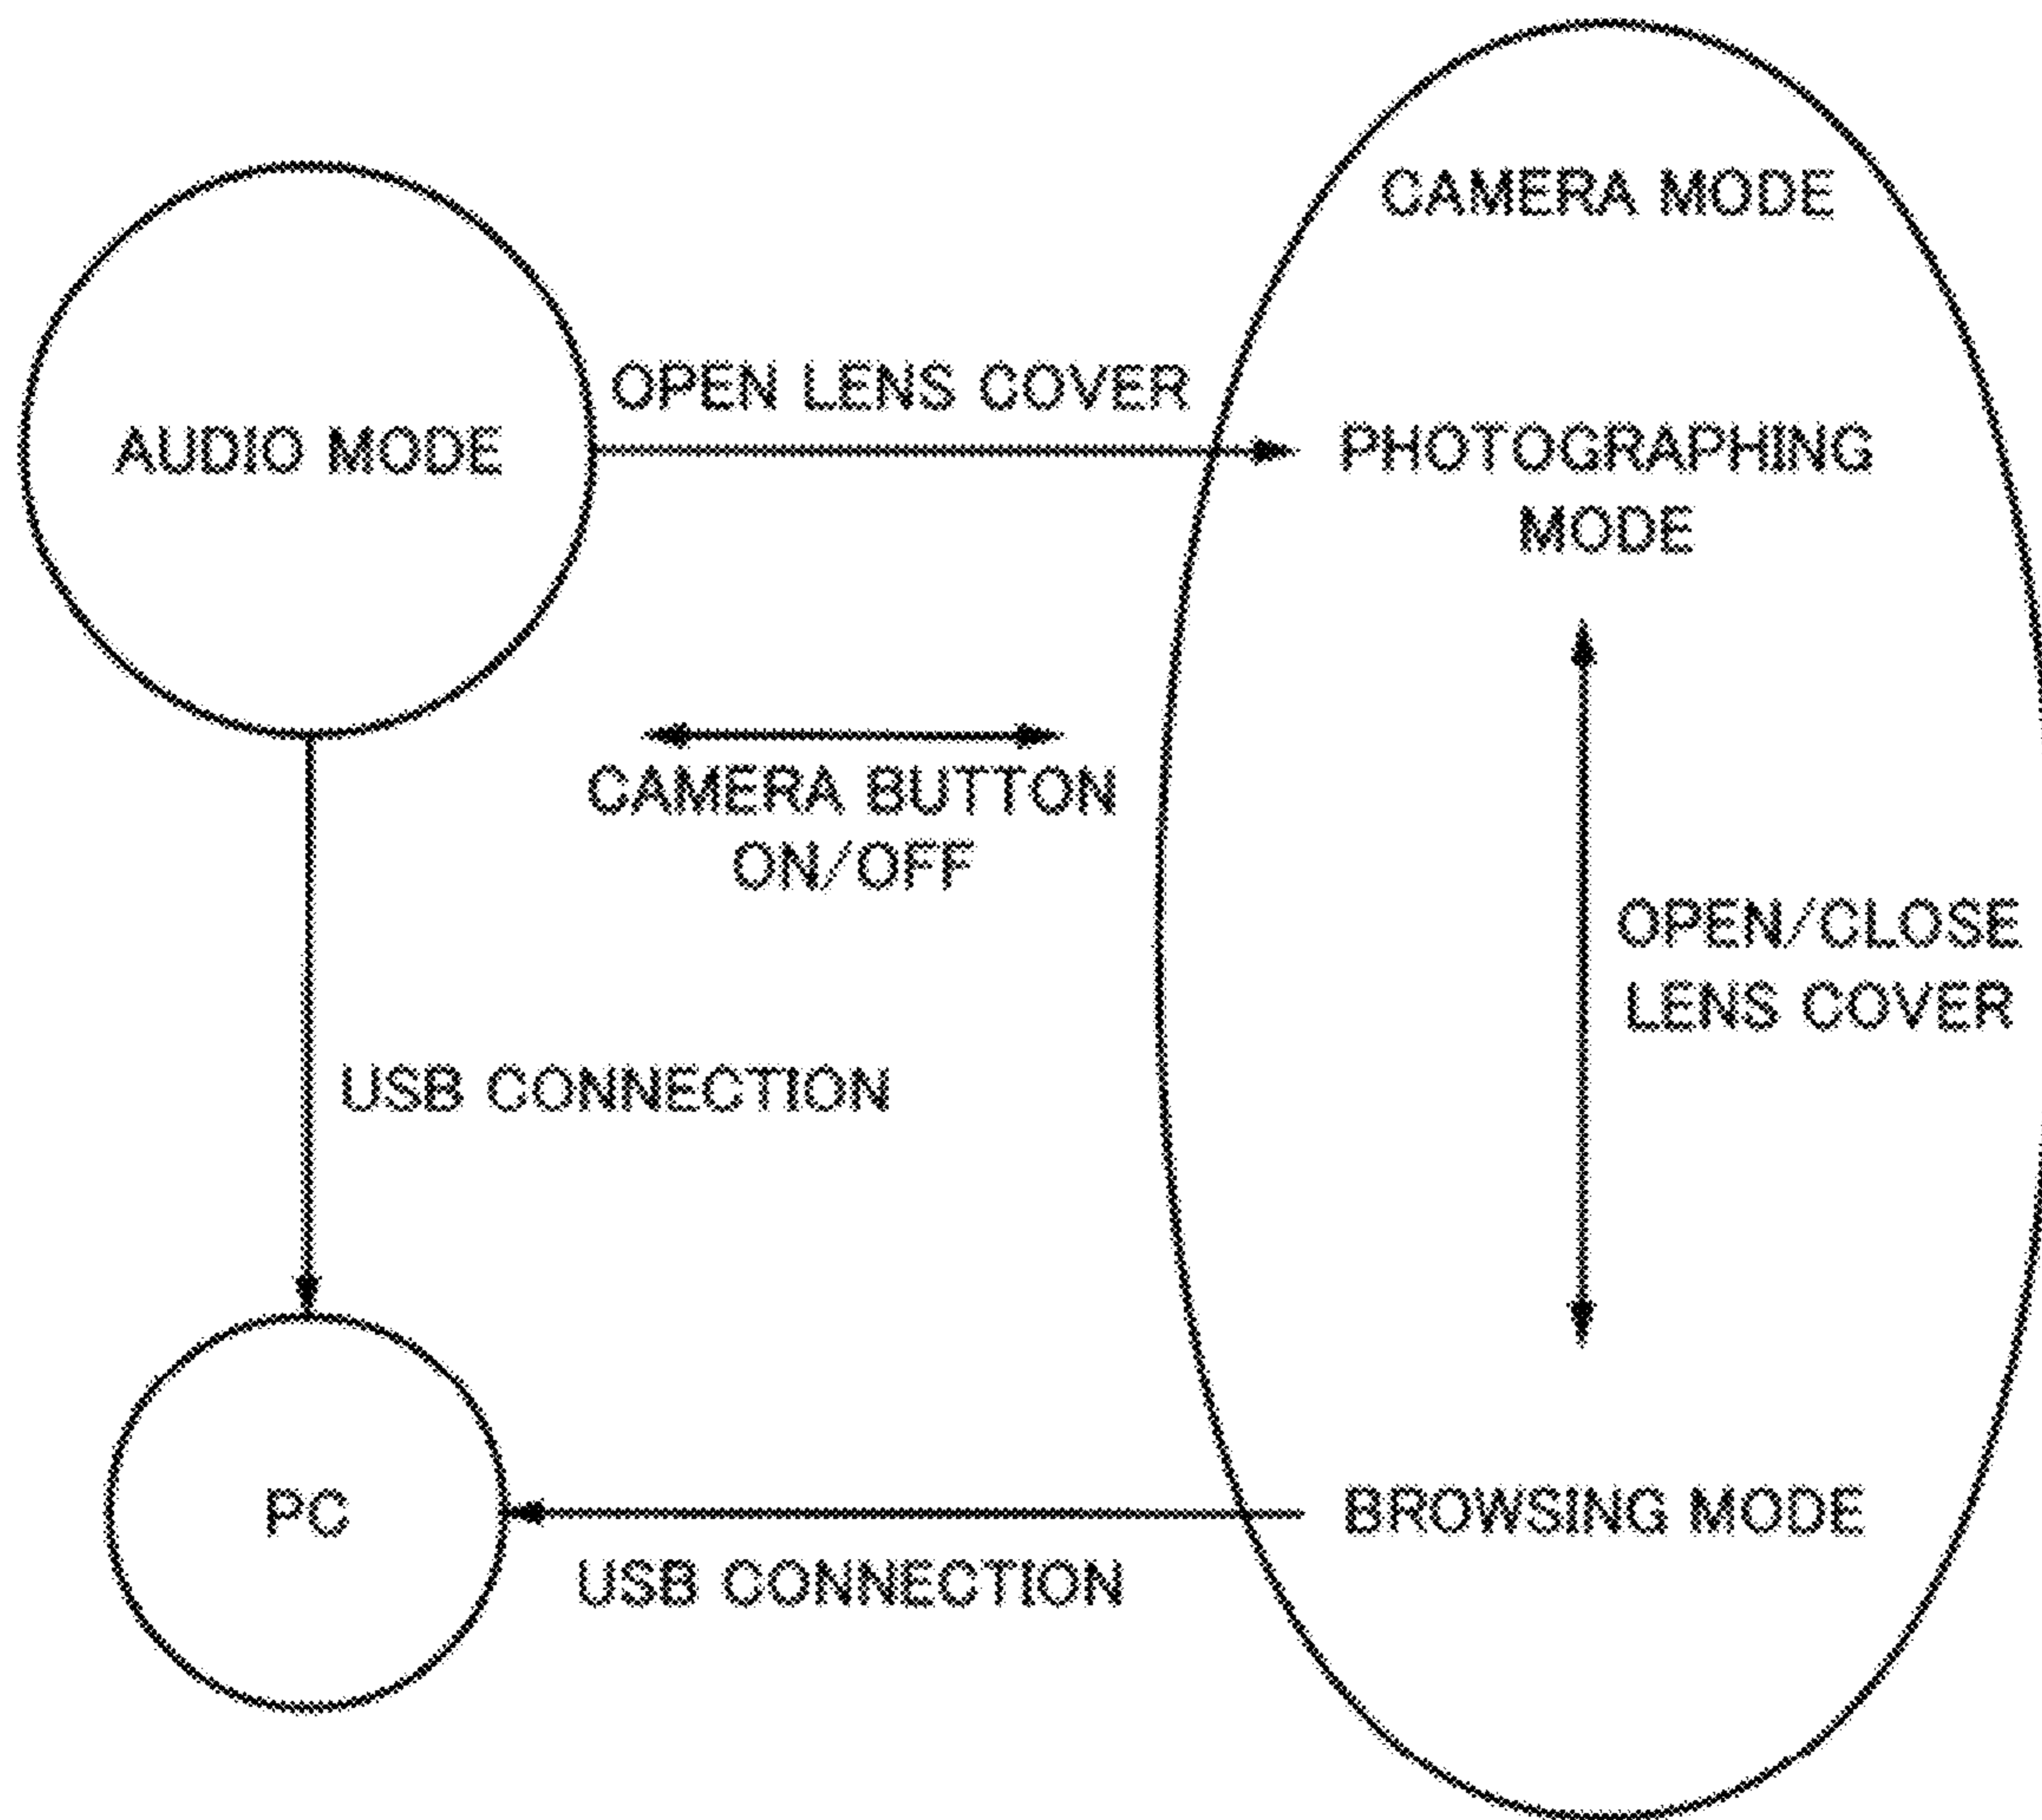 CAMERA MODE
OPEN LENS COVER
AUDIO MODE
PHOTOGRAPHING
MODE
CAMERA BUTTON
ON/OFF
OPEN/CLOSE
LENS COVER
USB CONNECTION
PC
BROWSING MODE
USB CONNECTION